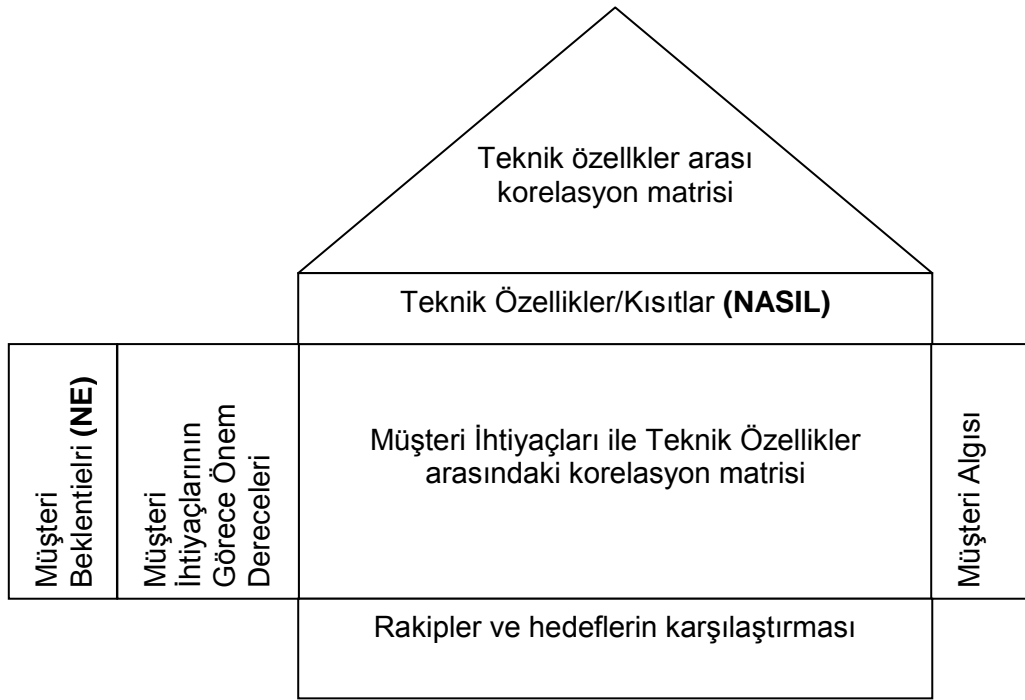 Teknik özellkler arası
korelasyon matrisi
Teknik Özellikler/Kısıtlar (NASIL)
Müşteri
Beklentielri (NE)
Müşteri
İhtiyaçlarının
Görece Önem
Dereceleri
Müşteri İhtiyaçları ile Teknik Özellikler
arasındaki korelasyon matrisi
Müşteri Algısı
Rakipler ve hedeflerin karşılaştırması